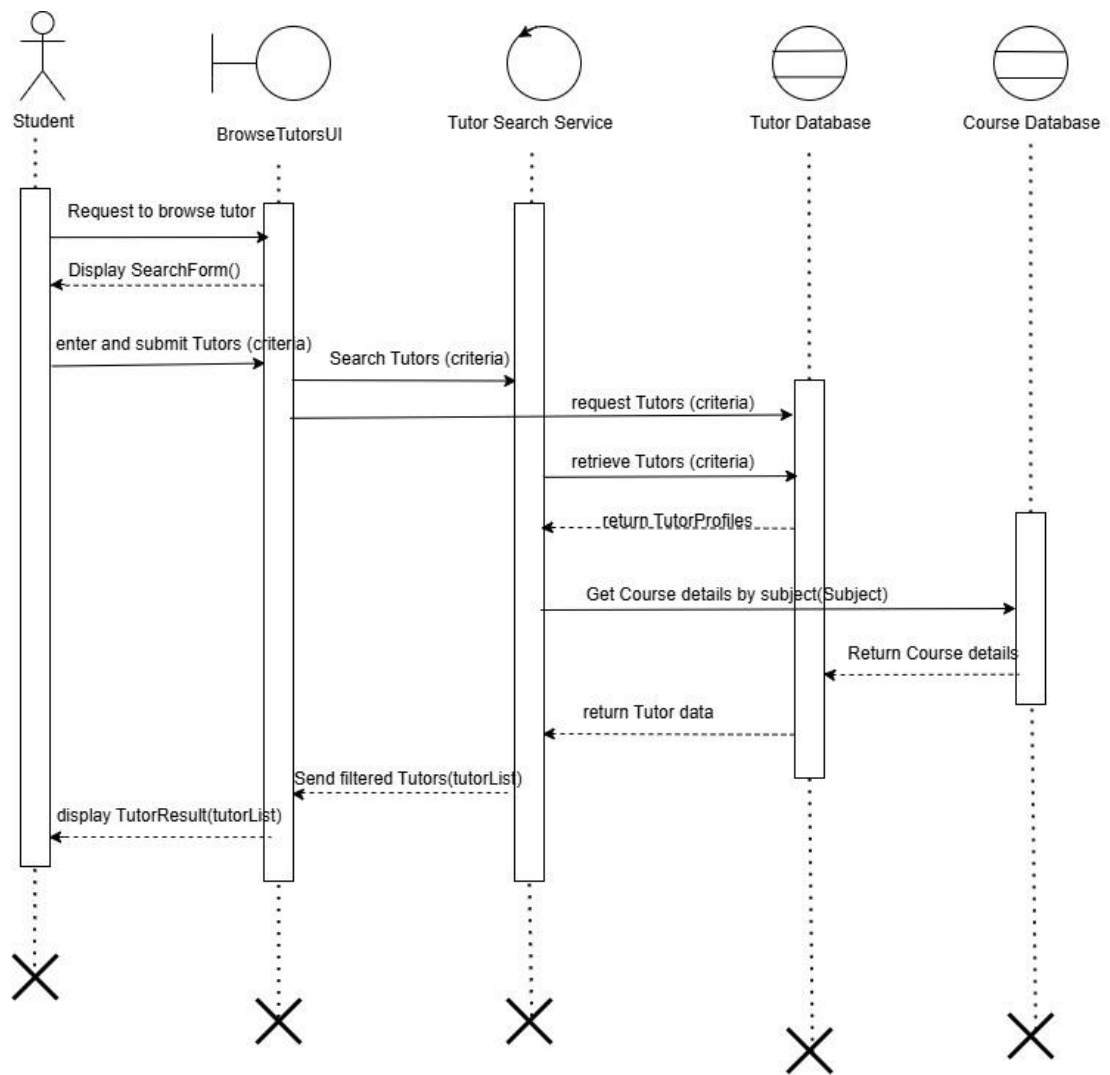 Student
BrowseTutorsUI
Tutor Search Service
Tutor Database
Course Database
Request to browse tutor
Display SearchForm()
enter and submit Tutors (criteria)
Search Tutors (criteria)
request Tutors (criteria)
retrieve Tutors (criteria)
return TutorProfiles
Get Course details by subject(Subject)
Return Course details
return Tutor data
Send filtered Tutors(tutorList)
display TutorResult(tutorList)